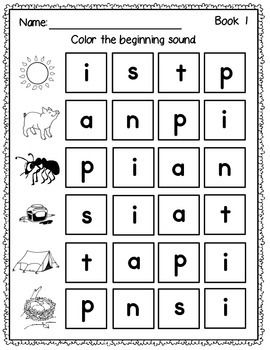 Name: Book 1
Color the beginning sound
i s t p
a n p i
p i a n
s i a t
t a p i
p n s i